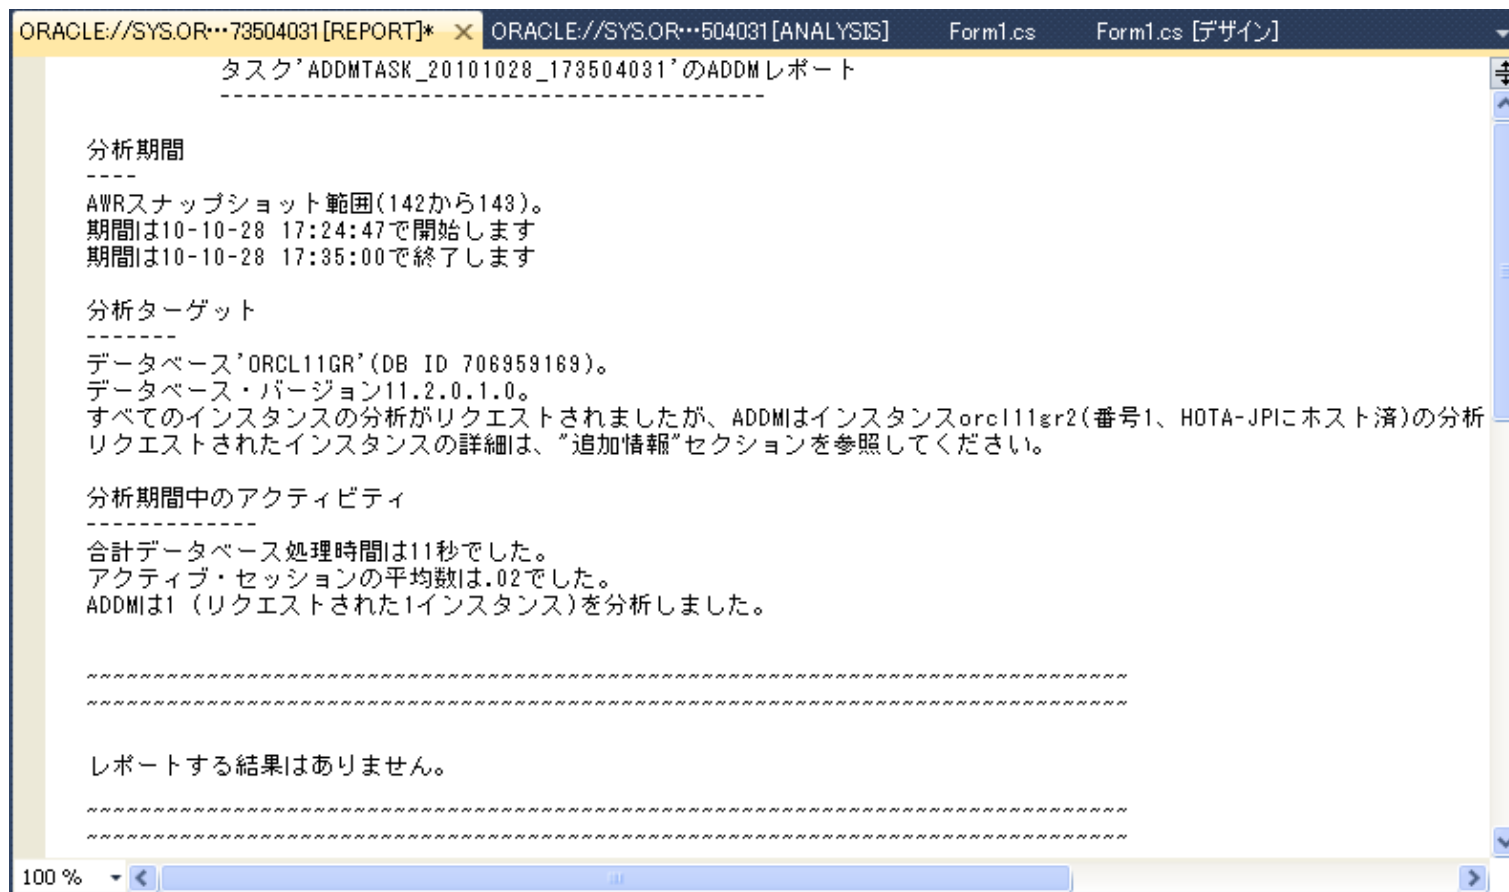 ORACLE://SYS.OR…73504031[REPORT]* ORACLE://SYS.OR…504031[ANALYSIS] Form1.cs Form1.cs [デザイン]
タスク'ADDMTASK_20101028_173504031'のADDMレポート
-----------------------------------------
分析期間
----
AWRスナップショット範囲(142から143)。
期間は10-10-28 17:24:47で開始します
期間は10-10-28 17:35:00で終了します
分析ターゲット
-------
データベース'ORCL11GR'(DB ID 706959169)。
データベース・バージョン11.2.0.1.0。
すべてのインスタンスの分析がリクエストされましたが、ADDMはインスタンスorcl11gr2(番号1、HOTA-JPにホスト済)の分析
リクエストされたインスタンスの詳細は、"追加情報"セクションを参照してください。
分析期間中のアクティビティ
-------------
合計データベース処理時間は11秒でした。
アクティブ・セッションの平均数は.02でした。
ADDMは1 (リクエストされた1インスタンス)を分析しました。
~~~~~~~~~~~~~~~~~~~~~~~~~~~~~~~~~~~~~~~~~~~~~~~~~~~~~~~~~~~~~~~~~~~~~~~~~~~~~~
~~~~~~~~~~~~~~~~~~~~~~~~~~~~~~~~~~~~~~~~~~~~~~~~~~~~~~~~~~~~~~~~~~~~~~~~~~~~~~
レポートする結果はありません。
~~~~~~~~~~~~~~~~~~~~~~~~~~~~~~~~~~~~~~~~~~~~~~~~~~~~~~~~~~~~~~~~~~~~~~~~~~~~~~
~~~~~~~~~~~~~~~~~~~~~~~~~~~~~~~~~~~~~~~~~~~~~~~~~~~~~~~~~~~~~~~~~~~~~~~~~~~~~~
100 %